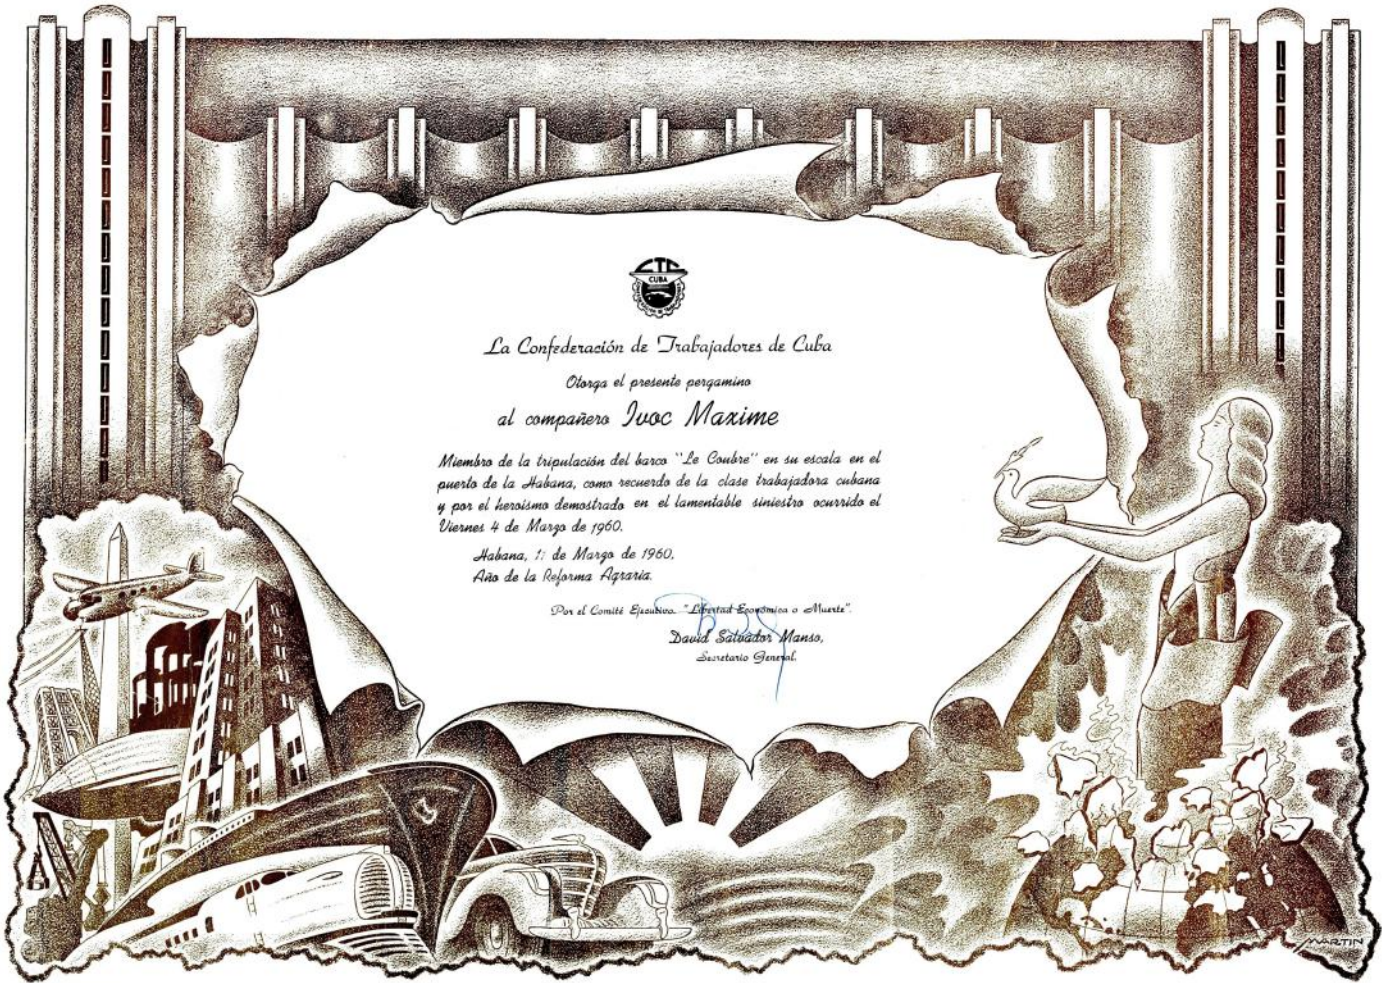 CTC
CUBA
La Confederación de Trabajadores de Cuba
Otorga el presente pergamino
al compañero Ivoc Maxime
Miembro de la tripulación del barco "Le Coubre" en su escala en el
puerto de la Habana, como recuerdo de la clase trabajadora cubana
y por el heroismo demostrado en el lamentable siniestro ocurrido el
Viernes 4 de Marzo de 1960.
Habana, de Marzo de 1960.
Año de la Reforma Agraria.
Por el Comité Ejecutivo. "Libertad Económica o Muerte".
David Salvador Manso,
Secretario General.
MARTIN